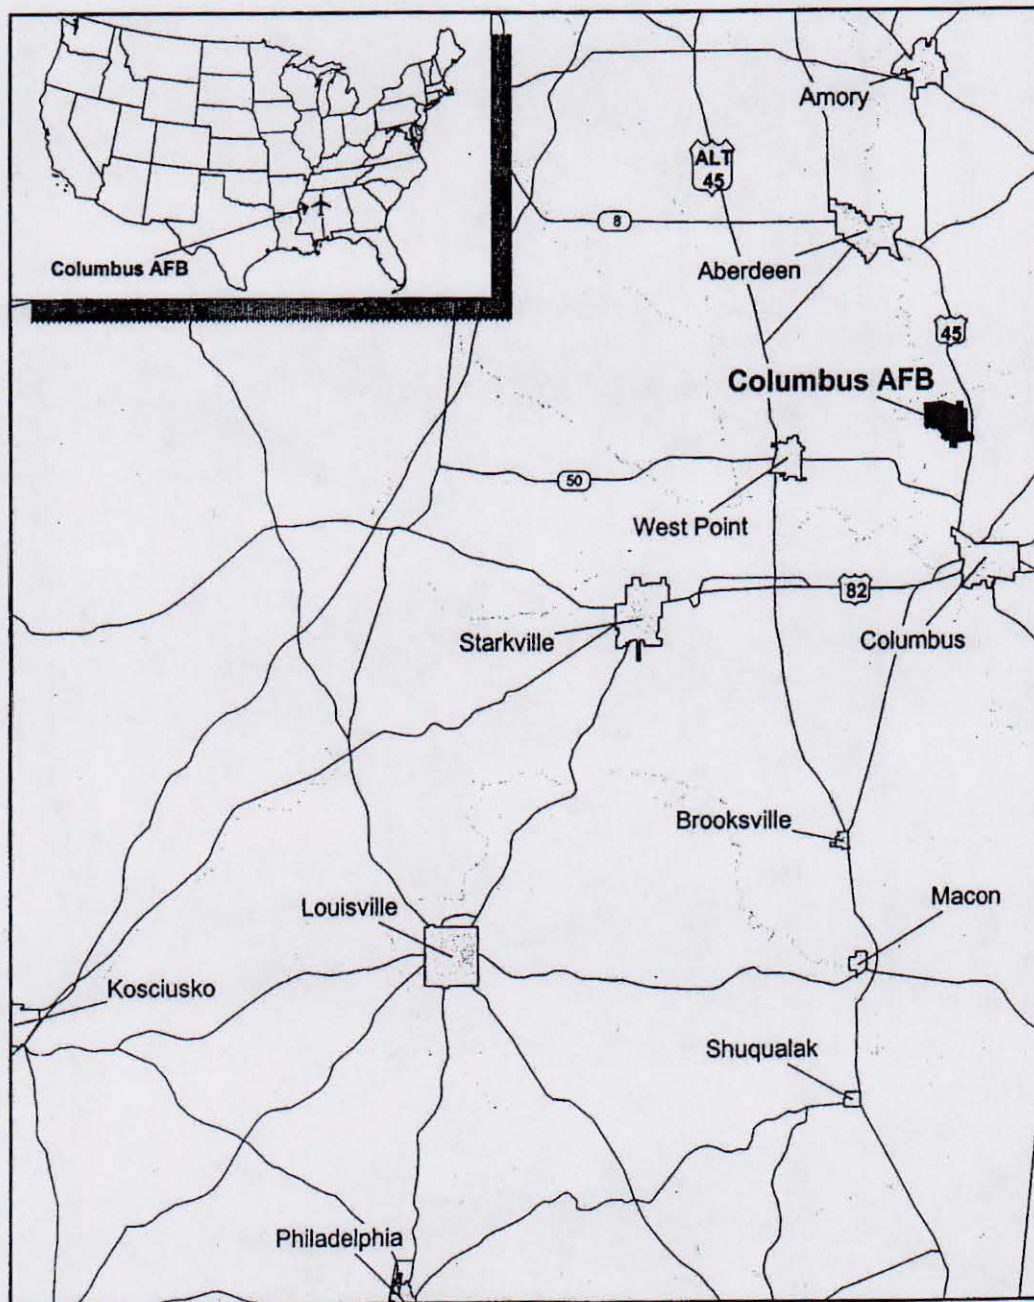 Amory
ALT
45
8
Aberdeen
Columbus AFB
45
Columbus AFB
50
West Point
82
Starkville
Columbus
Brooksville
Louisville
Macon
Kosciusko
Shuqualak
Philadelphia